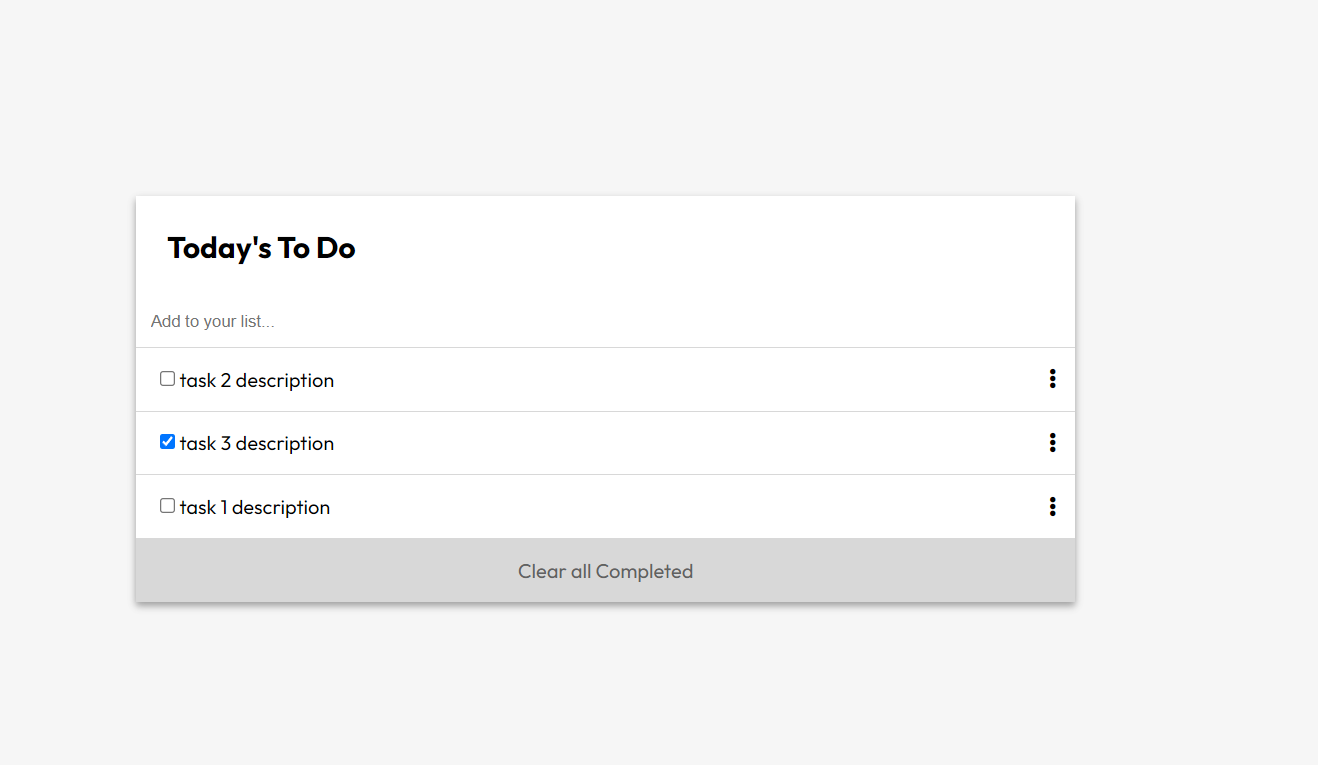 Today's To Do
Add to your list...
task 2 description
task 3 description
task 1 description
Clear all Completed